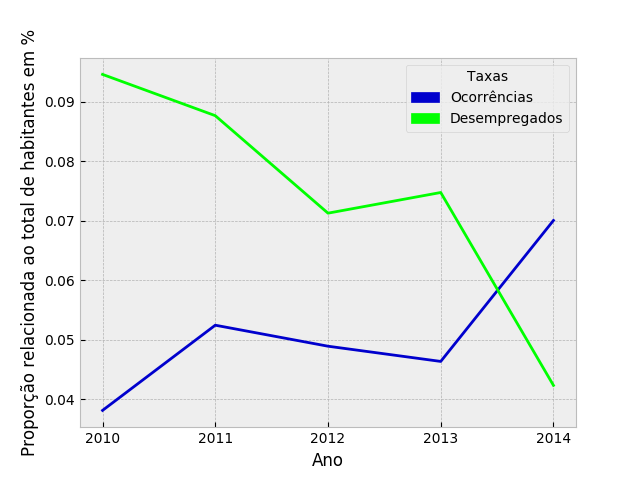 Proporção relacionada ao total de habitantes em %
0.09
0.08
0.07
0.06
0.05
0.04
Taxas
Ocorrências
Desempregados
2010 2011 2012 2013 2014
Ano